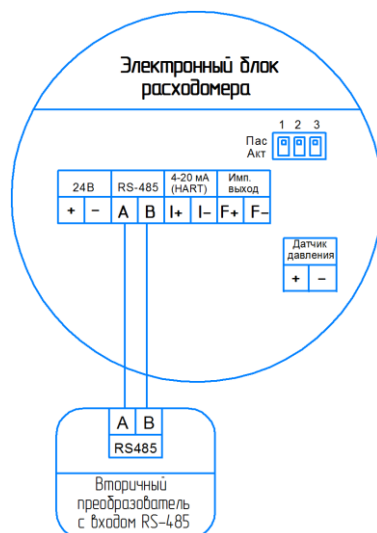 Электронный блок
расходомера
1 2 3
Пас
Акт
24В RS-485 4-20 мА (HART) Имп. выход
+ − A B I+ I− F+ F−
Датчик
давления
+ −
A B
RS485
Вторичный
преобразователь
с входом RS-485